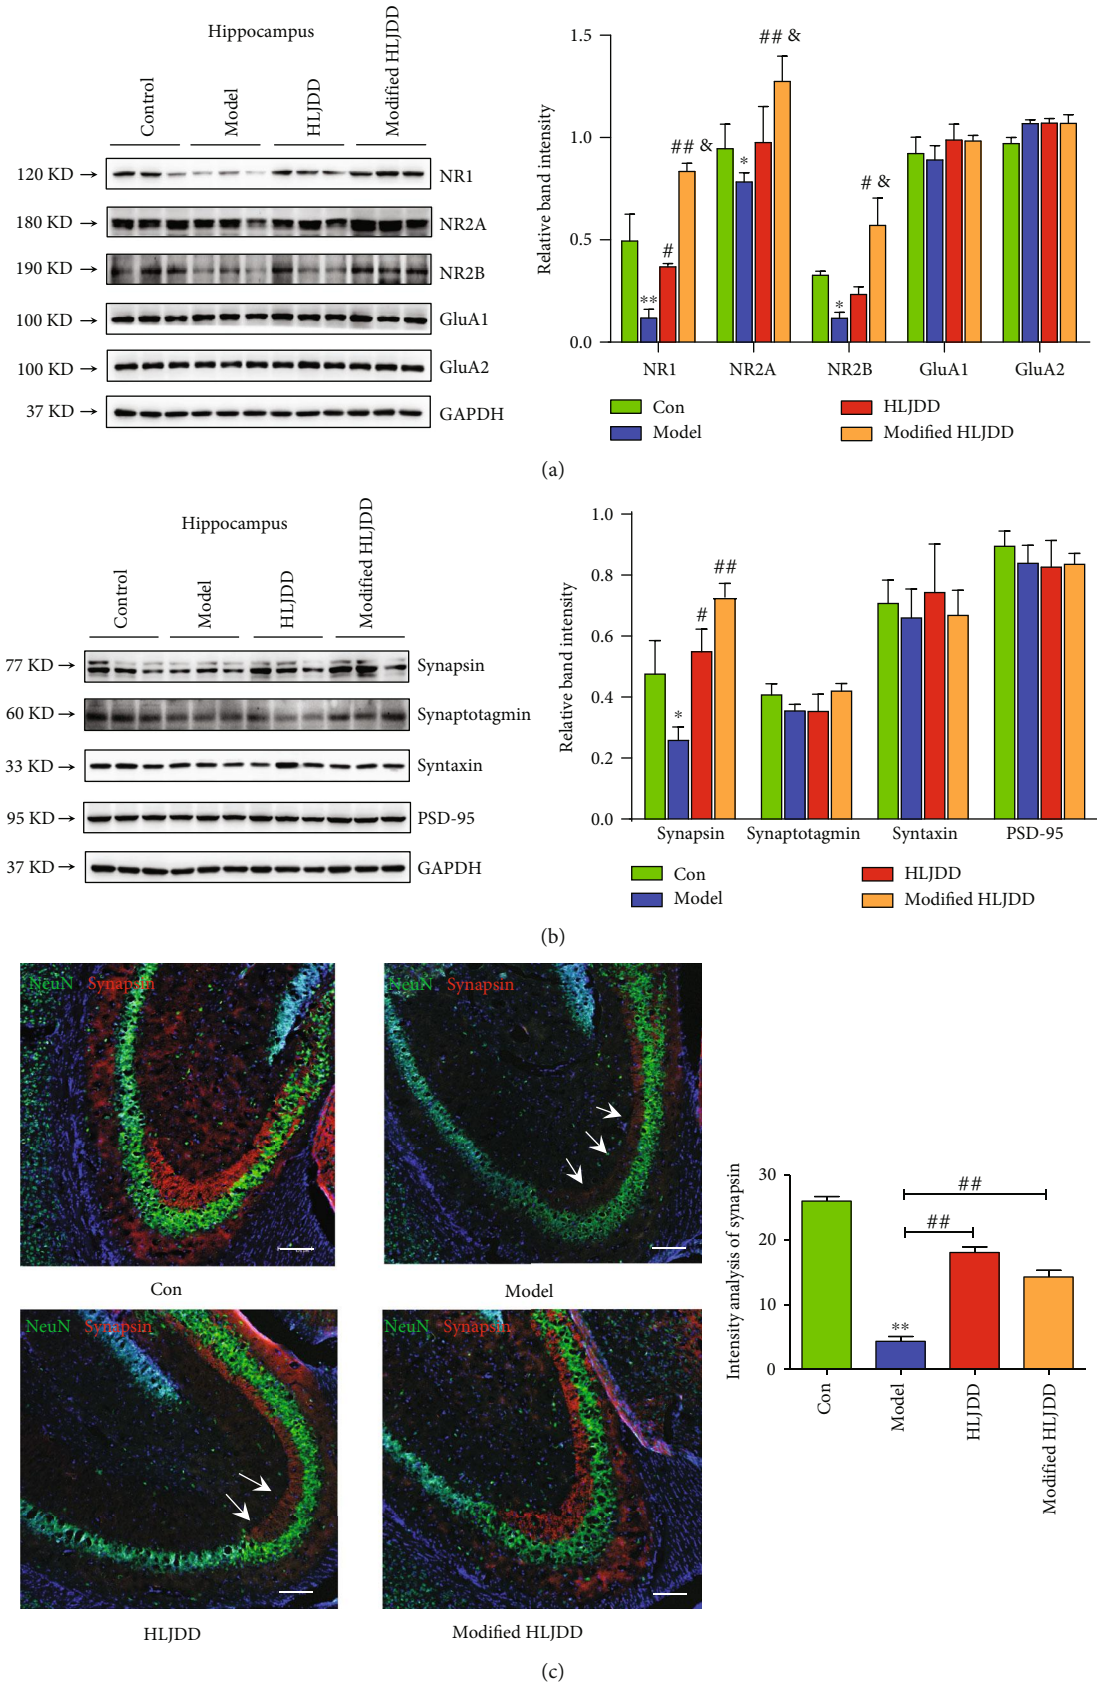 Hippocampus
Control
Model
HLJDD
Modified HLJDD
120 KD → NR1
180 KD → NR2A
190 KD → NR2B
100 KD → GluA1
100 KD → GluA2
37 KD → GAPDH
Relative band intensity
1.5
1.0
0.5
0.0
** # ## &
* ## &
* # &
NR1 NR2A NR2B GluA1 GluA2
Con HLJDD
Model Modified HLJDD
(a)
Hippocampus
Control
Model
HLJDD
Modified HLJDD
77 KD → Synapsin
60 KD → Synaptotagmin
33 KD → Syntaxin
95 KD → PSD-95
37 KD → GAPDH
Relative band intensity
1.0
0.8
0.6
0.4
0.2
0.0
* # ##
Synapsin Synaptotagmin Syntaxin PSD-95
Con HLJDD
Model Modified HLJDD
(b)
NeuN Synapsin
Con
NeuN Synapsin
Model
NeuN Synapsin
HLJDD
NeuN Synapsin
Modified HLJDD
Intensity analysis of synapsin
30
20
10
0
##
##
**
Con
Model
HLJDD
Modified HLJDD
(c)